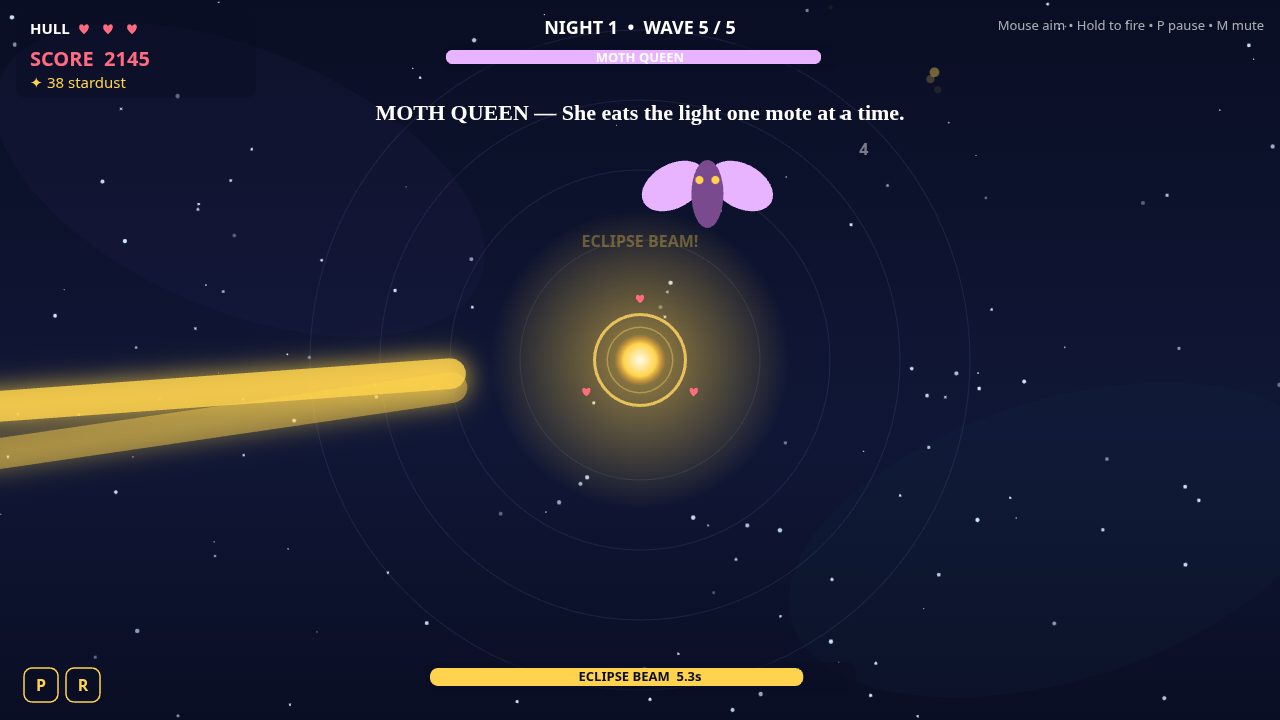 HULL
SCORE 2145
✦ 38 stardust
NIGHT 1 • WAVE 5 / 5
MOTH QUEEN
Mouse aim • Hold to fire • P pause • M mute
MOTH QUEEN — She eats the light one mote at a time.
4
ECLIPSE BEAM!
ECLIPSE BEAM 5.3s
P R